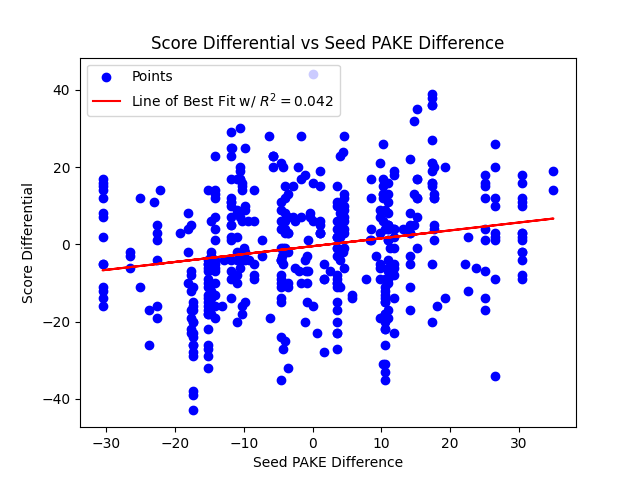 Score Differential vs Seed PAKE Difference
Points
Line of Best Fit w/ R² = 0.042
Score Differential
40
20
0
−20
−40
−30
−20
−10
0
10
20
30
Seed PAKE Difference